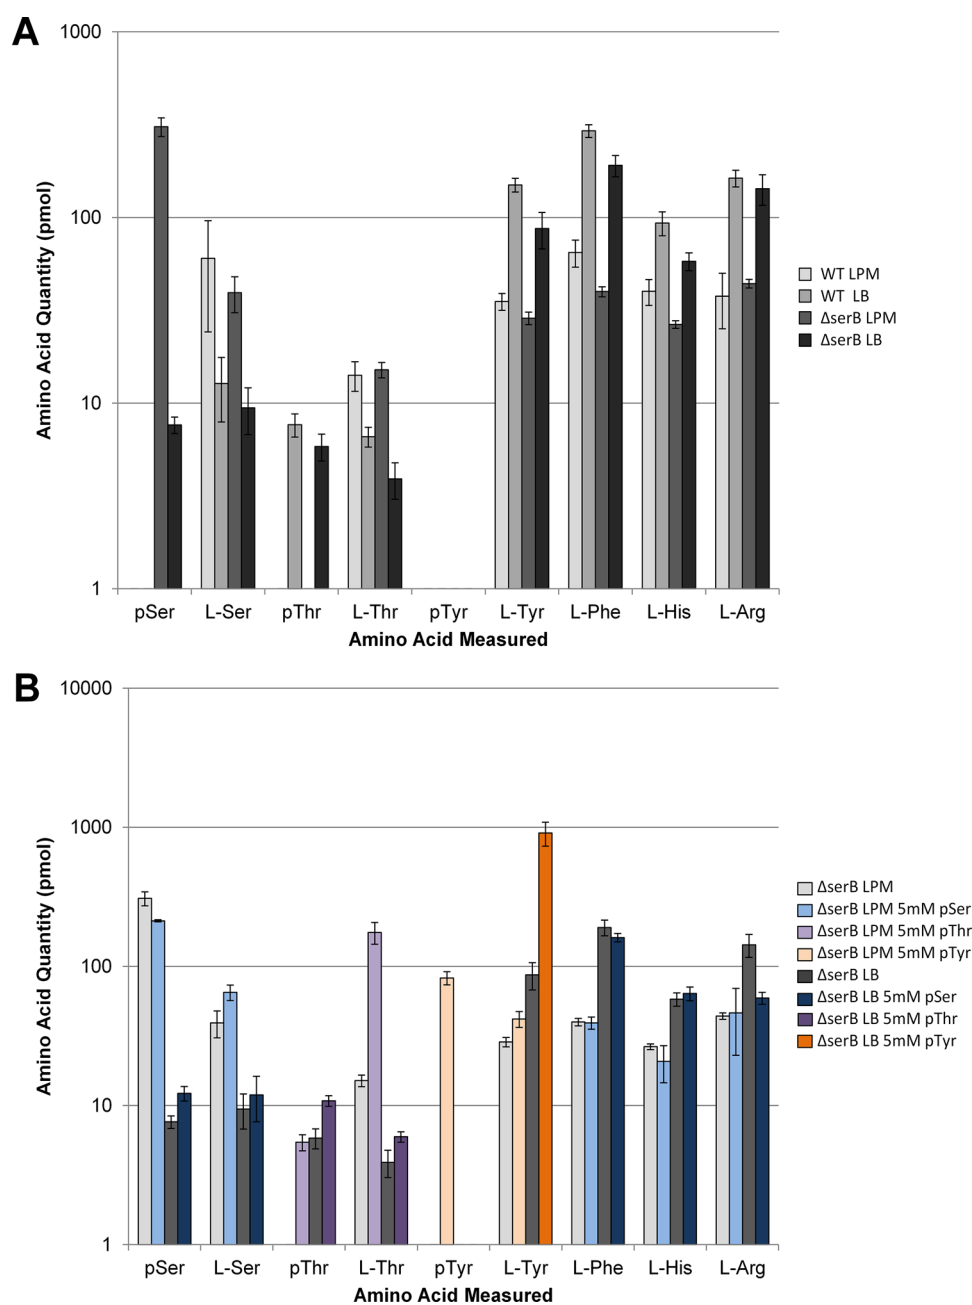 A
1000
100
10
1
Amino Acid Quantity (pmol)
pSer L-Ser pThr L-Thr pTyr L-Tyr L-Phe L-His L-Arg
Amino Acid Measured
WT LPM
WT LB
ΔserB LPM
ΔserB LB
B
10000
1000
100
10
1
Amino Acid Quantity (pmol)
pSer L-Ser pThr L-Thr pTyr L-Tyr L-Phe L-His L-Arg
Amino Acid Measured
ΔserB LPM
ΔserB LPM 5mM pSer
ΔserB LPM 5mM pThr
ΔserB LPM 5mM pTyr
ΔserB LB
ΔserB LB 5mM pSer
ΔserB LB 5mM pThr
ΔserB LB 5mM pTyr